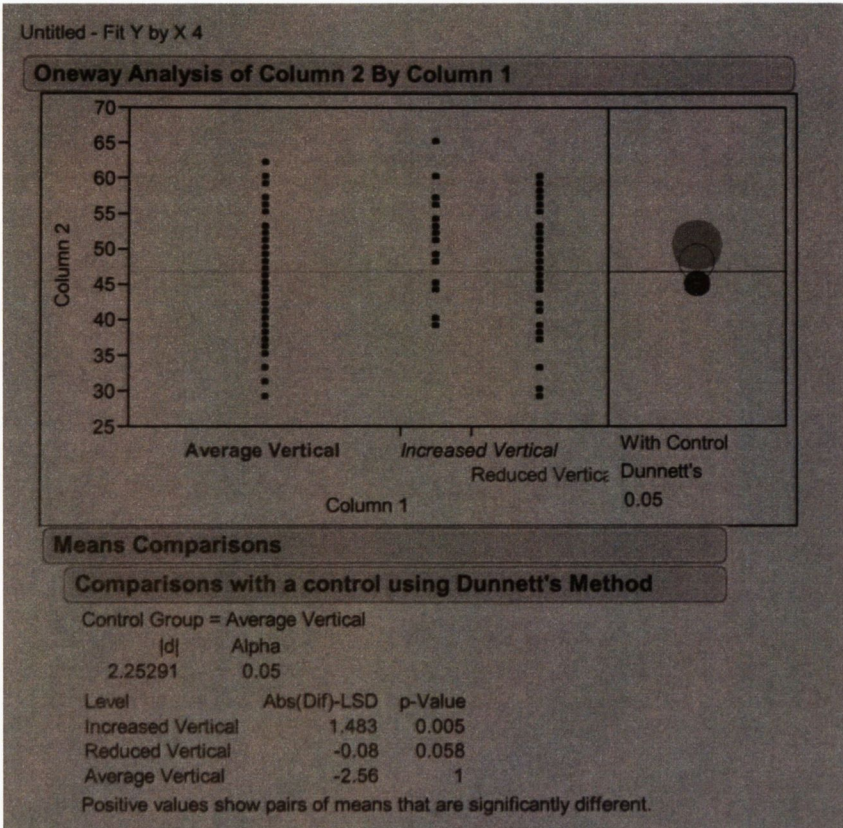 Untitled - Fit Y by X 4
Oneway Analysis of Column 2 By Column 1
70
65
60
55
50
45
40
35
30
25
Column 2
Average Vertical
Increased Vertical
Reduced Vertica
Column 1
With Control
Dunnett's
0.05
Means Comparisons
Comparisons with a control using Dunnett's Method
Control Group = Average Vertical
|d| Alpha
2.25291 0.05
Level Abs(Dif)-LSD p-Value
Increased Vertical 1.483 0.005
Reduced Vertical -0.08 0.058
Average Vertical -2.56 1
Positive values show pairs of means that are significantly different.